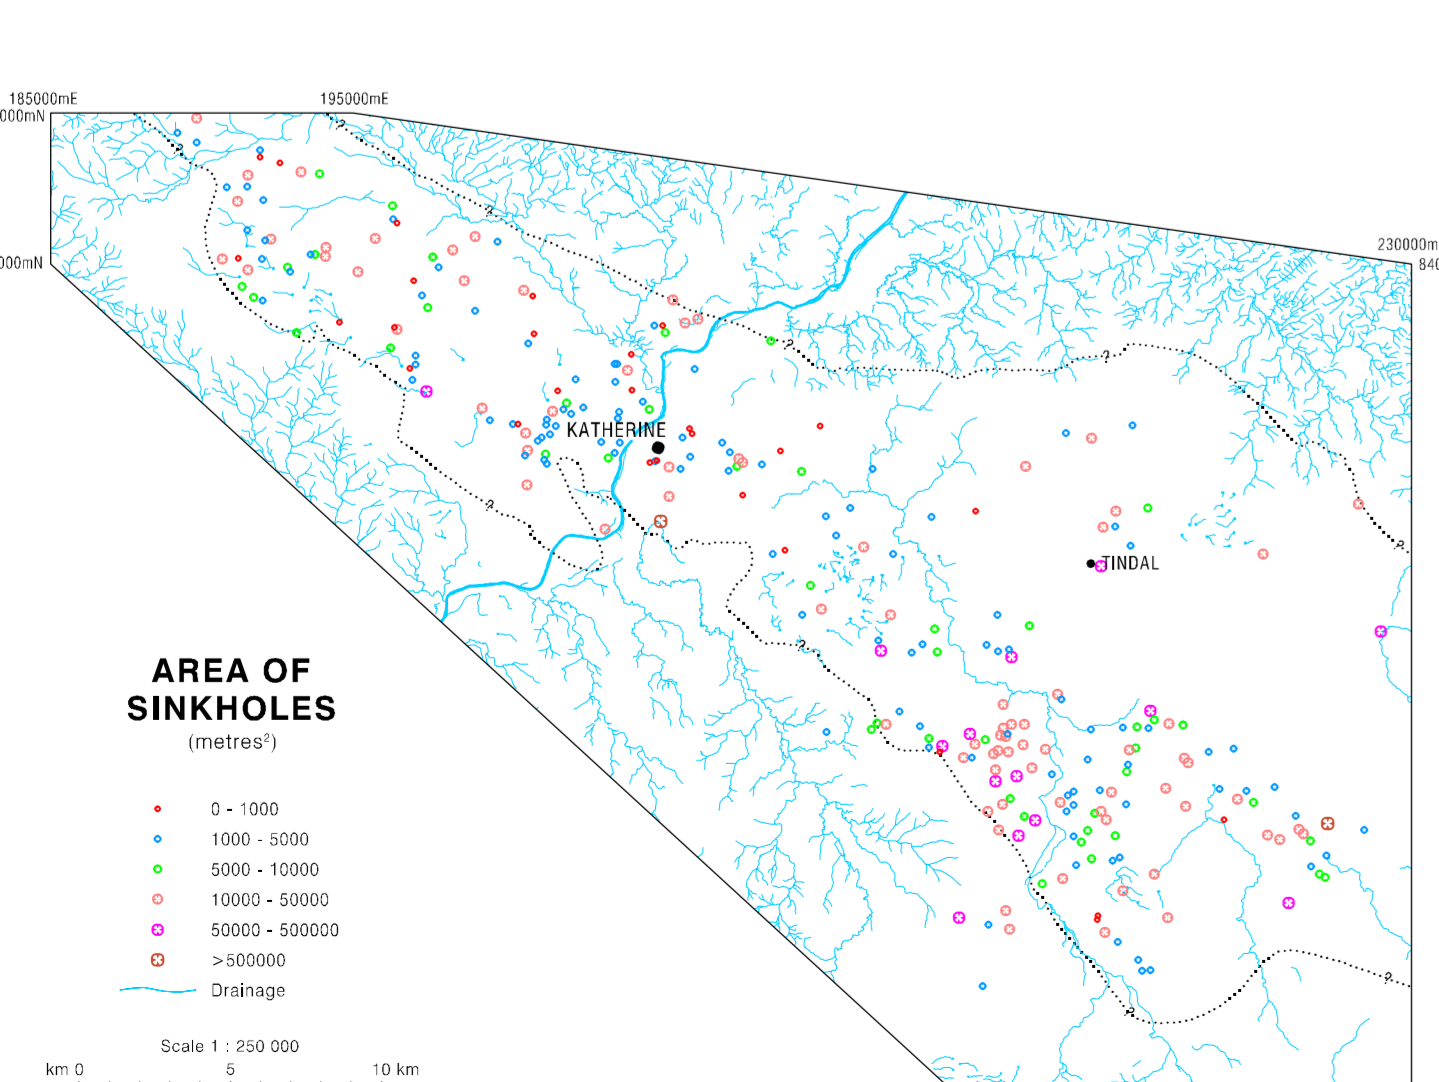 185000mE
195000mE
000mN
230000m
000mN
840
?
?
?
?
?
?
KATHERINE
?
?
TINDAL
?
AREA OF
SINKHOLES
(metres²)
0 - 1000
1000 - 5000
5000 - 10000
10000 - 50000
50000 - 500000
>500000
Drainage
?
?
Scale 1 : 250 000
km 0 5 10 km